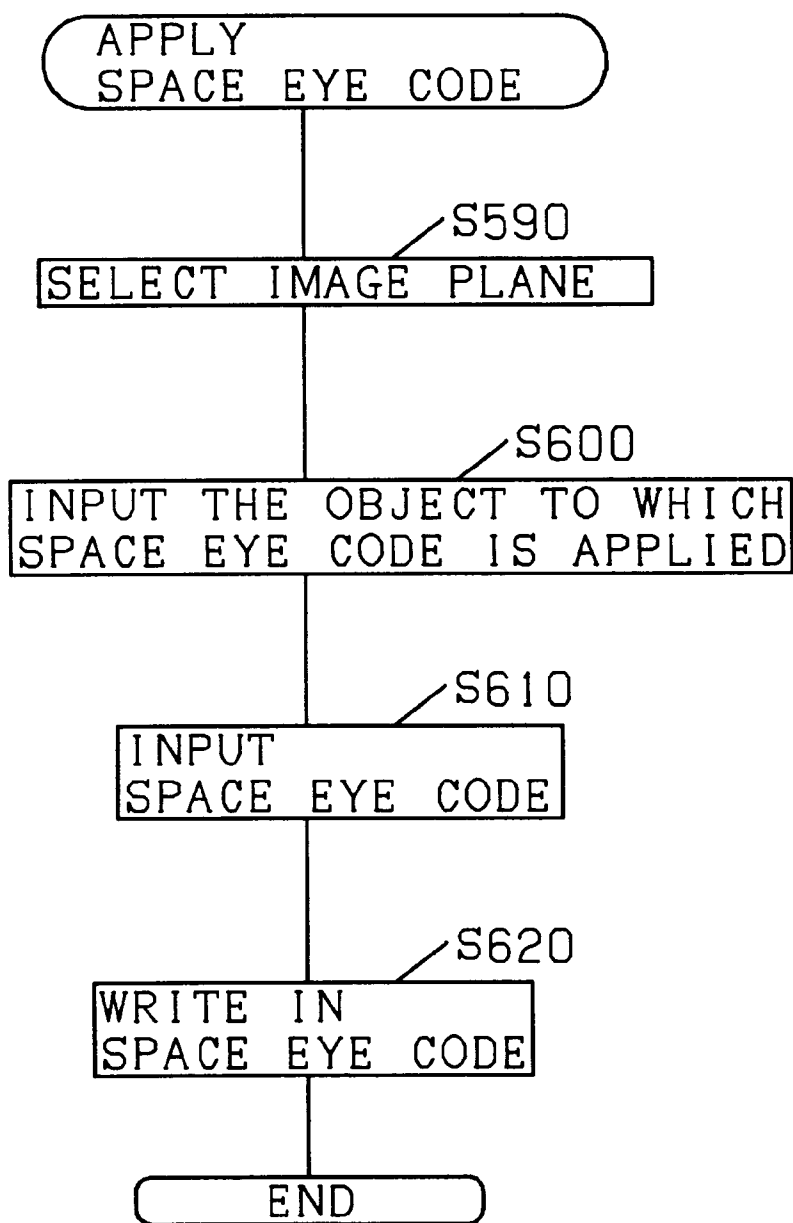 APPLY
SPACE EYE CODE
S590
SELECT IMAGE PLANE
S600
INPUT THE OBJECT TO WHICH
SPACE EYE CODE IS APPLIED
S610
INPUT
SPACE EYE CODE
S620
WRITE IN
SPACE EYE CODE
END